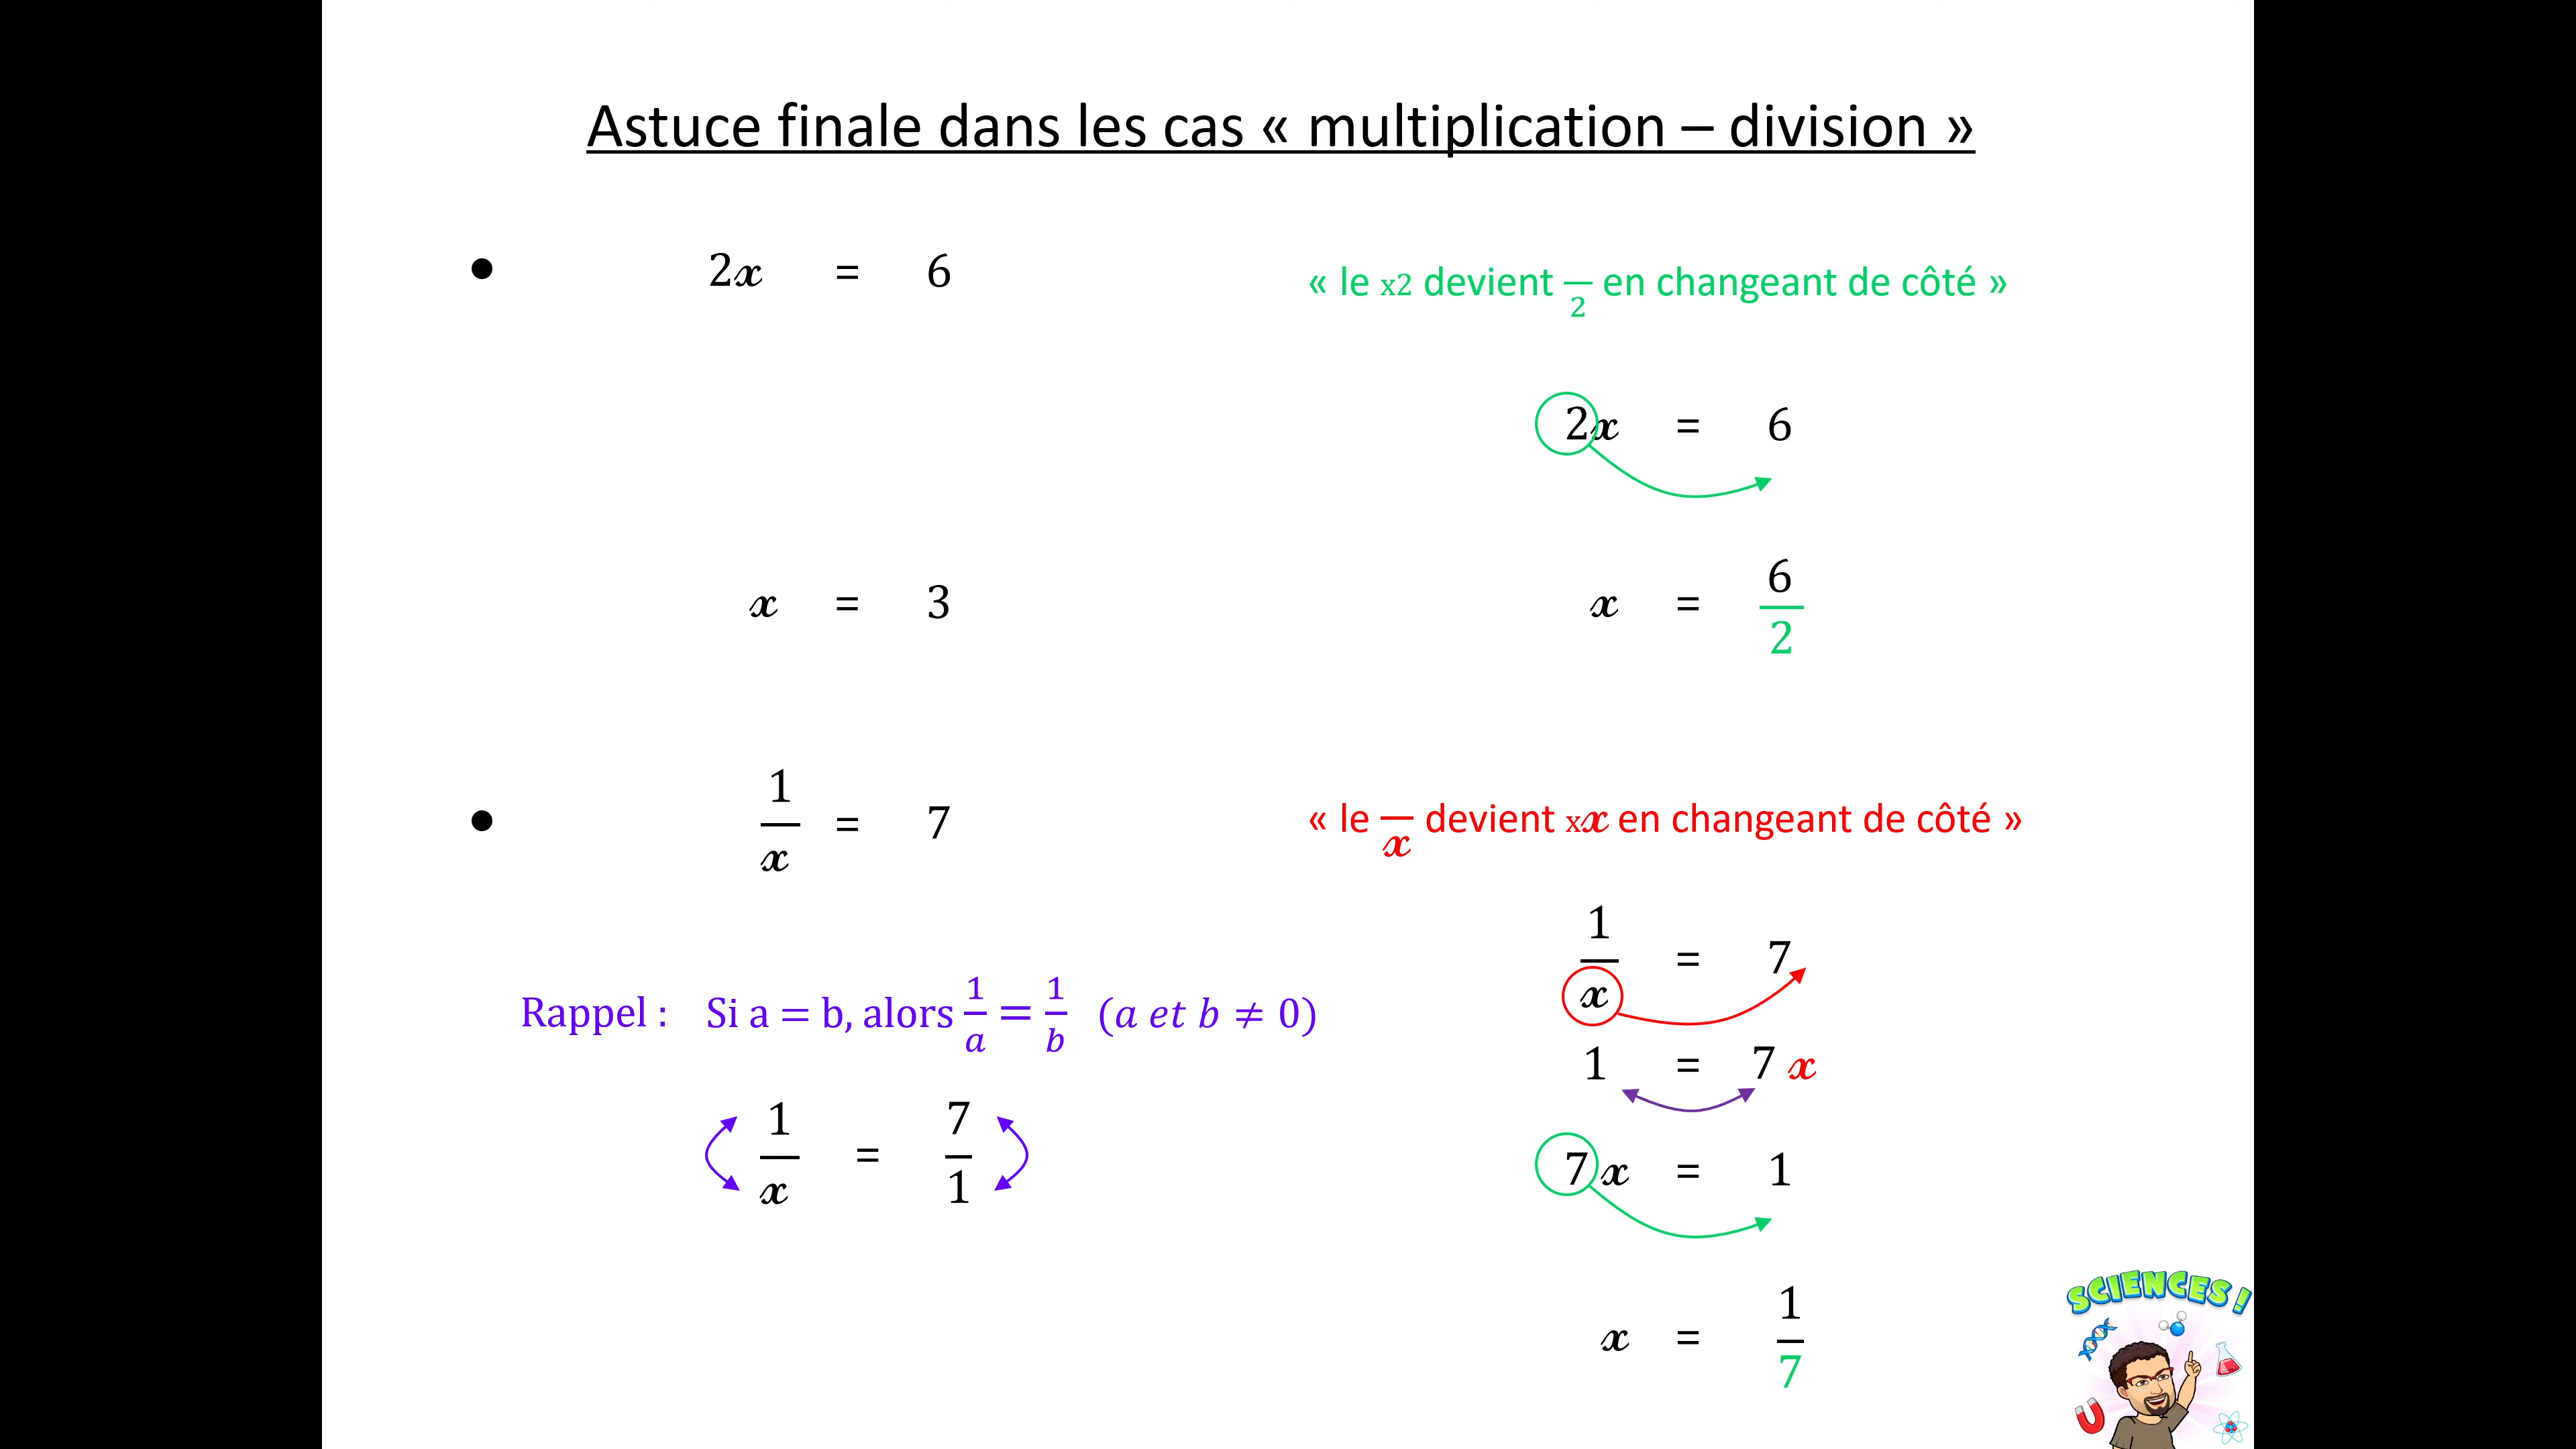 Astuce finale dans les cas « multiplication – division »
• 2𝓍 = 6
« le x2 devient —/2 en changeant de côté »
2𝓍 = 6
𝓍 = 3
𝓍 = 6/2
• 1/𝓍 = 7
« le —/𝓍 devient x𝓍 en changeant de côté »
1/𝓍 = 7
Rappel : Si a = b, alors 1/a = 1/b (a et b ≠ 0)
1 = 7 𝓍
1/𝓍 = 7/1
7 𝓍 = 1
𝓍 = 1/7
SCIENCES !